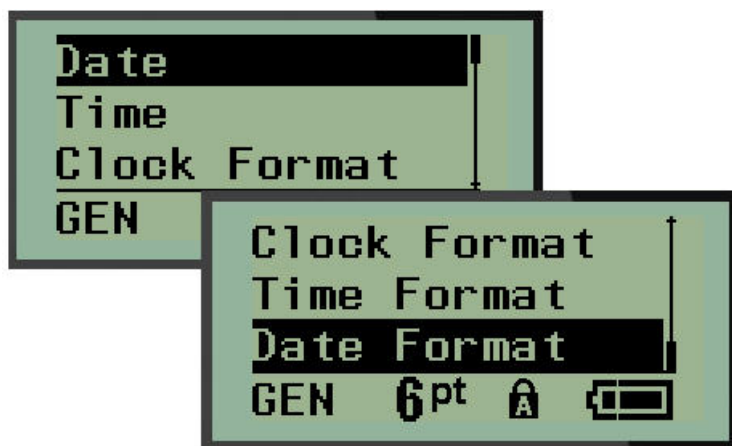 Date
Time
Clock Format
GEN
Clock Format
Time Format
Date Format
GEN 6pt A